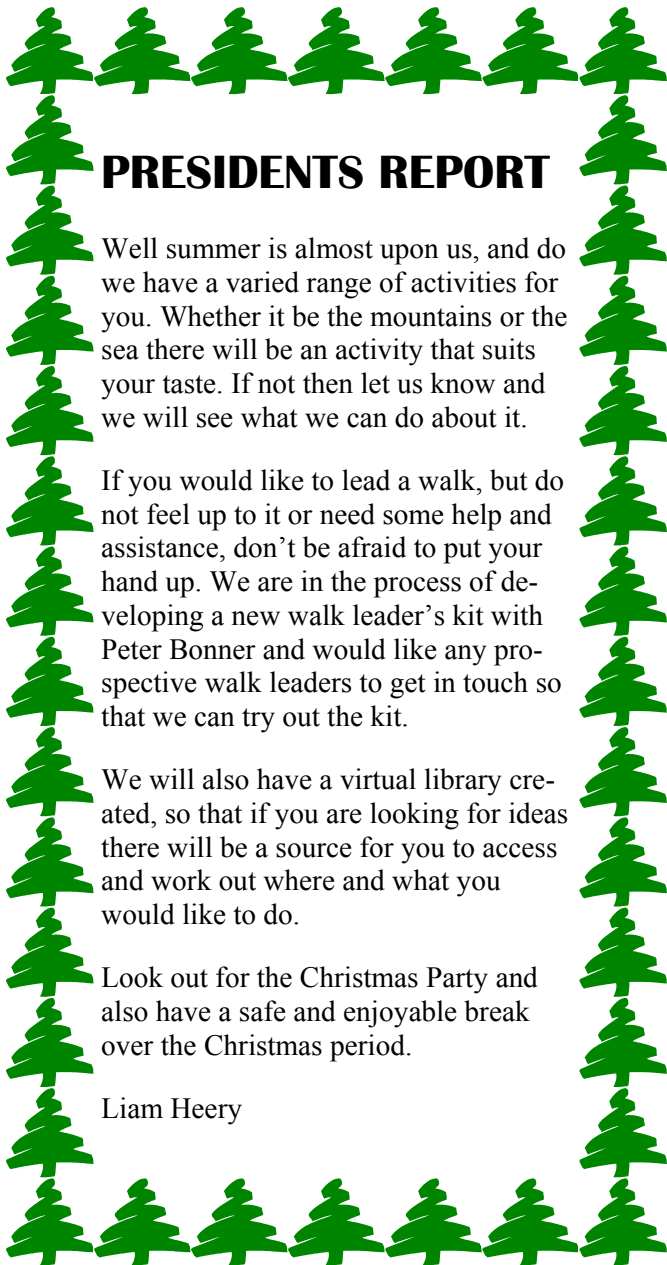 PRESIDENTS REPORT
Well summer is almost upon us, and do
we have a varied range of activities for
you. Whether it be the mountains or the
sea there will be an activity that suits
your taste. If not then let us know and
we will see what we can do about it.
If you would like to lead a walk, but do
not feel up to it or need some help and
assistance, don’t be afraid to put your
hand up. We are in the process of de-
veloping a new walk leader’s kit with
Peter Bonner and would like any pro-
spective walk leaders to get in touch so
that we can try out the kit.
We will also have a virtual library cre-
ated, so that if you are looking for ideas
there will be a source for you to access
and work out where and what you
would like to do.
Look out for the Christmas Party and
also have a safe and enjoyable break
over the Christmas period.
Liam Heery